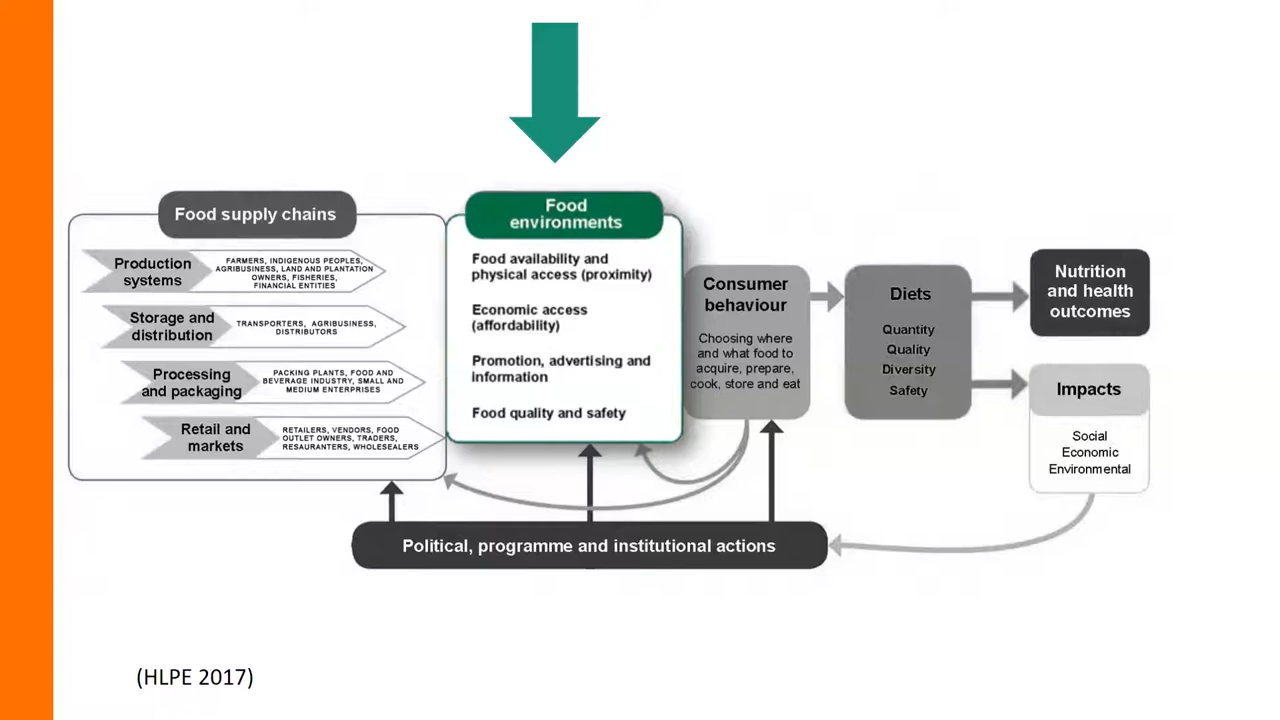 Food supply chains
Production
systems
FARMERS, INDIGENOUS PEOPLES,
AGRIBUSINESS, LAND AND PLANTATION
OWNERS, FISHERIES,
FINANCIAL ENTITIES
Storage and
distribution
TRANSPORTERS, AGRIBUSINESS,
DISTRIBUTORS
Processing
and packaging
PACKING PLANTS, FOOD AND
BEVERAGE INDUSTRY, SMALL AND
MEDIUM ENTERPRISES
Retail and
markets
RETAILERS, VENDORS, FOOD
OUTLET OWNERS, TRADERS,
RESAURANTERS, WHOLESEALERS
Food
environments
Food availability and
physical access (proximity)
Economic access
(affordability)
Promotion, advertising and
information
Food quality and safety
Consumer
behaviour
Choosing where
and what food to
acquire, prepare,
cook, store and eat
Diets
Quantity
Quality
Diversity
Safety
Nutrition
and health
outcomes
Impacts
Social
Economic
Environmental
Political, programme and institutional actions
(HLPE 2017)